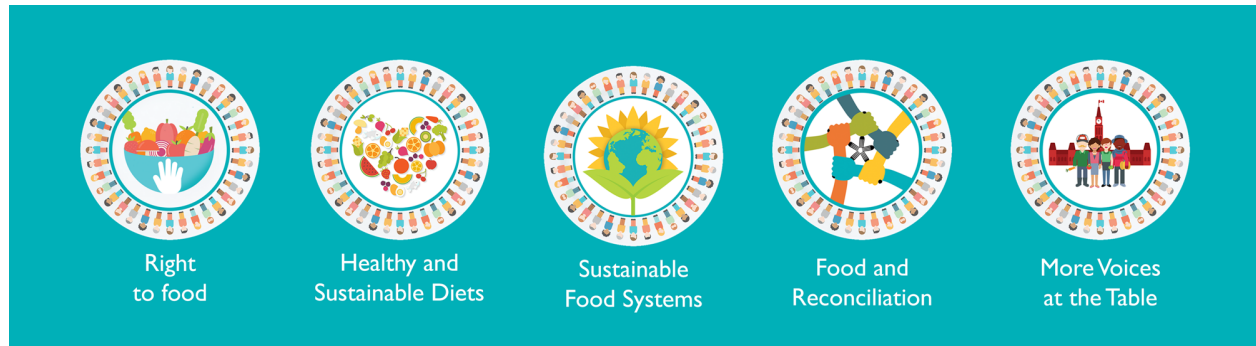 Right
to food
Healthy and
Sustainable Diets
Sustainable
Food Systems
Food and
Reconciliation
More Voices
at the Table